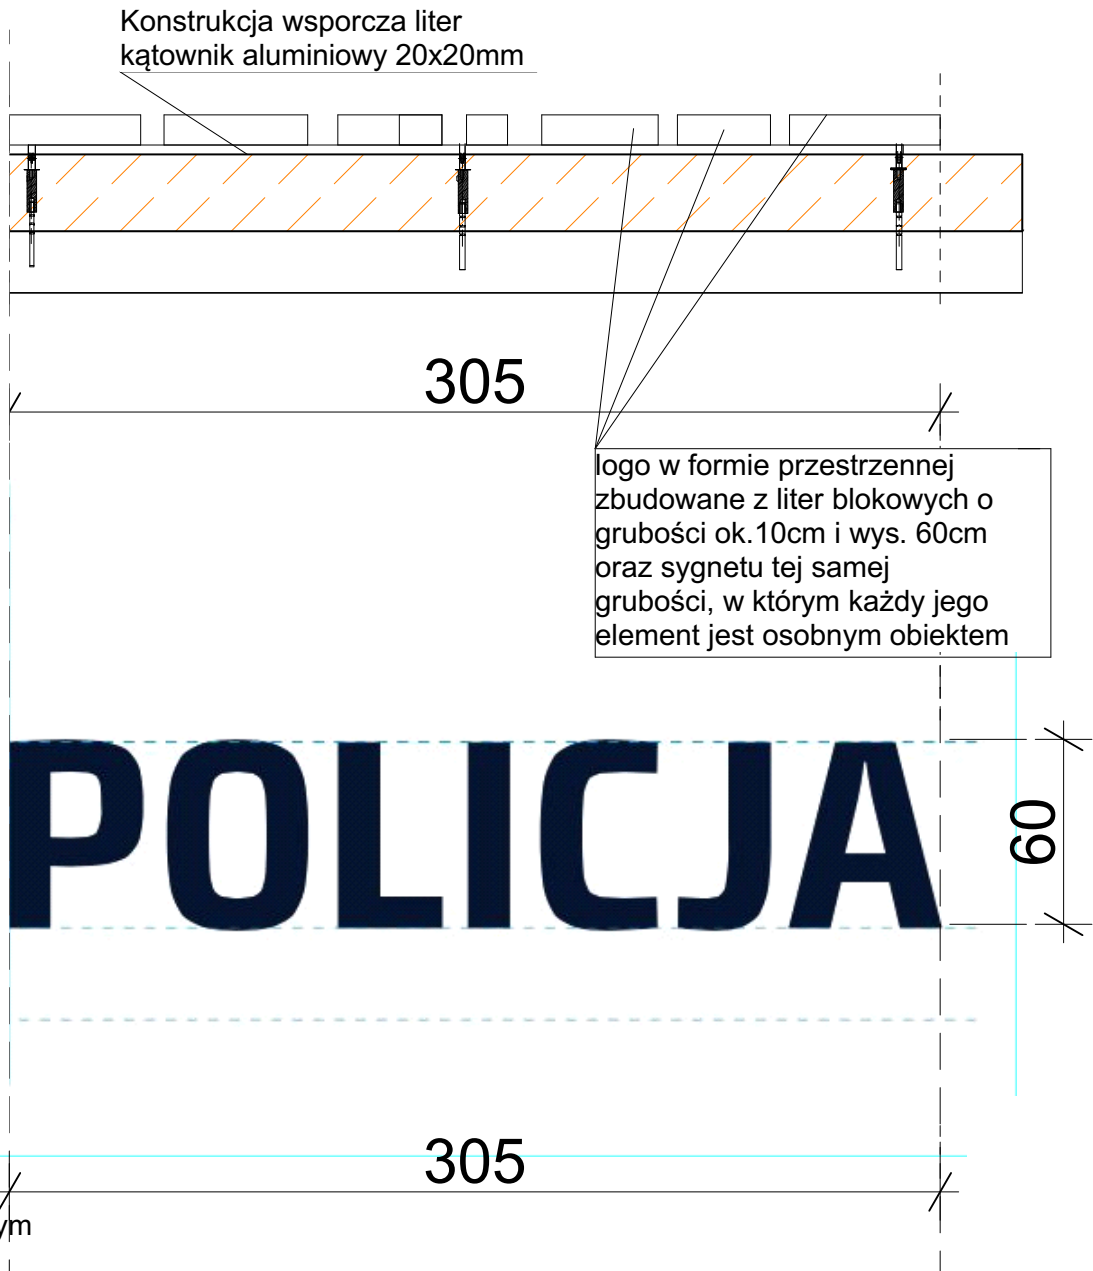 Konstrukcja wsporcza liter
kątownik aluminiowy 20x20mm
305
logo w formie przestrzennej
zbudowane z liter blokowych o
grubości ok.10cm i wys. 60cm
oraz sygnetu tej samej
grubości, w którym każdy jego
element jest osobnym obiektem
POLICJA
60
305
ym